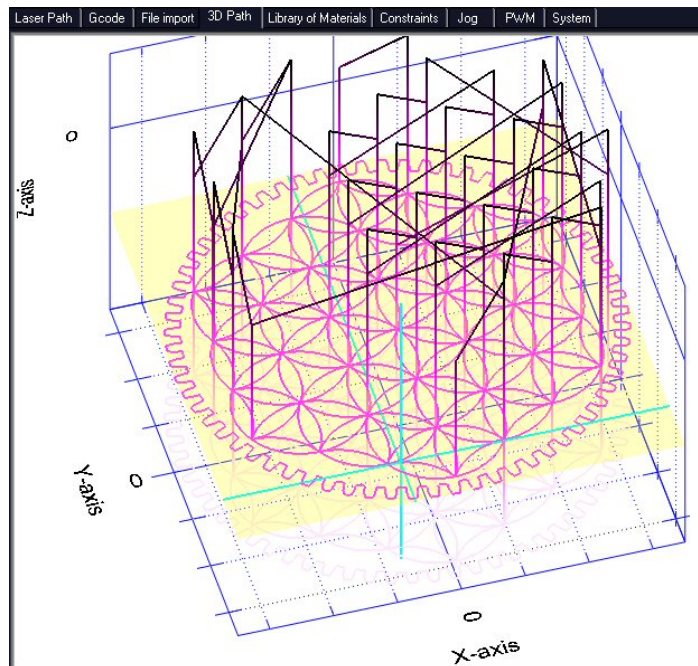 Laser Path Gcode File import 3D Path Library of Materials Constraints Jog PWM System
0
Z-axis
Y-axis
0
0
X-axis